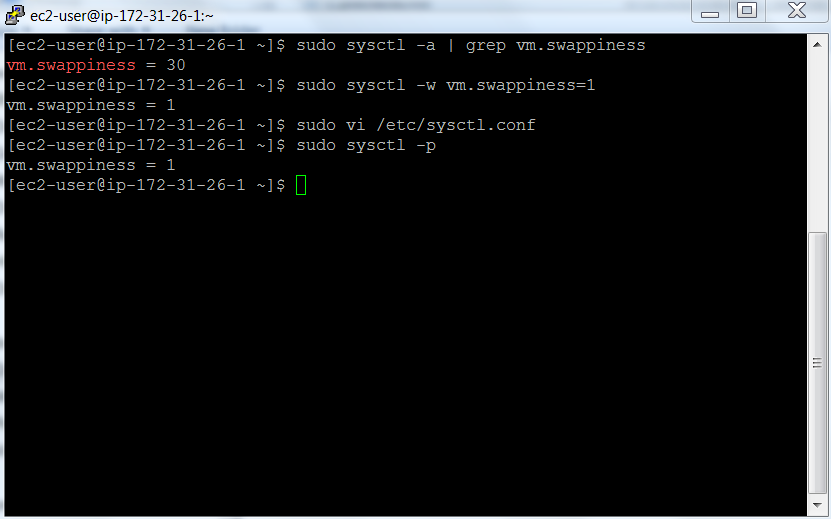 ec2-user@ip-172-31-26-1:~
[ec2-user@ip-172-31-26-1 ~]$ sudo sysctl -a | grep vm.swappiness
vm.swappiness = 30
[ec2-user@ip-172-31-26-1 ~]$ sudo sysctl -w vm.swappiness=1
vm.swappiness = 1
[ec2-user@ip-172-31-26-1 ~]$ sudo vi /etc/sysctl.conf
[ec2-user@ip-172-31-26-1 ~]$ sudo sysctl -p
vm.swappiness = 1
[ec2-user@ip-172-31-26-1 ~]$